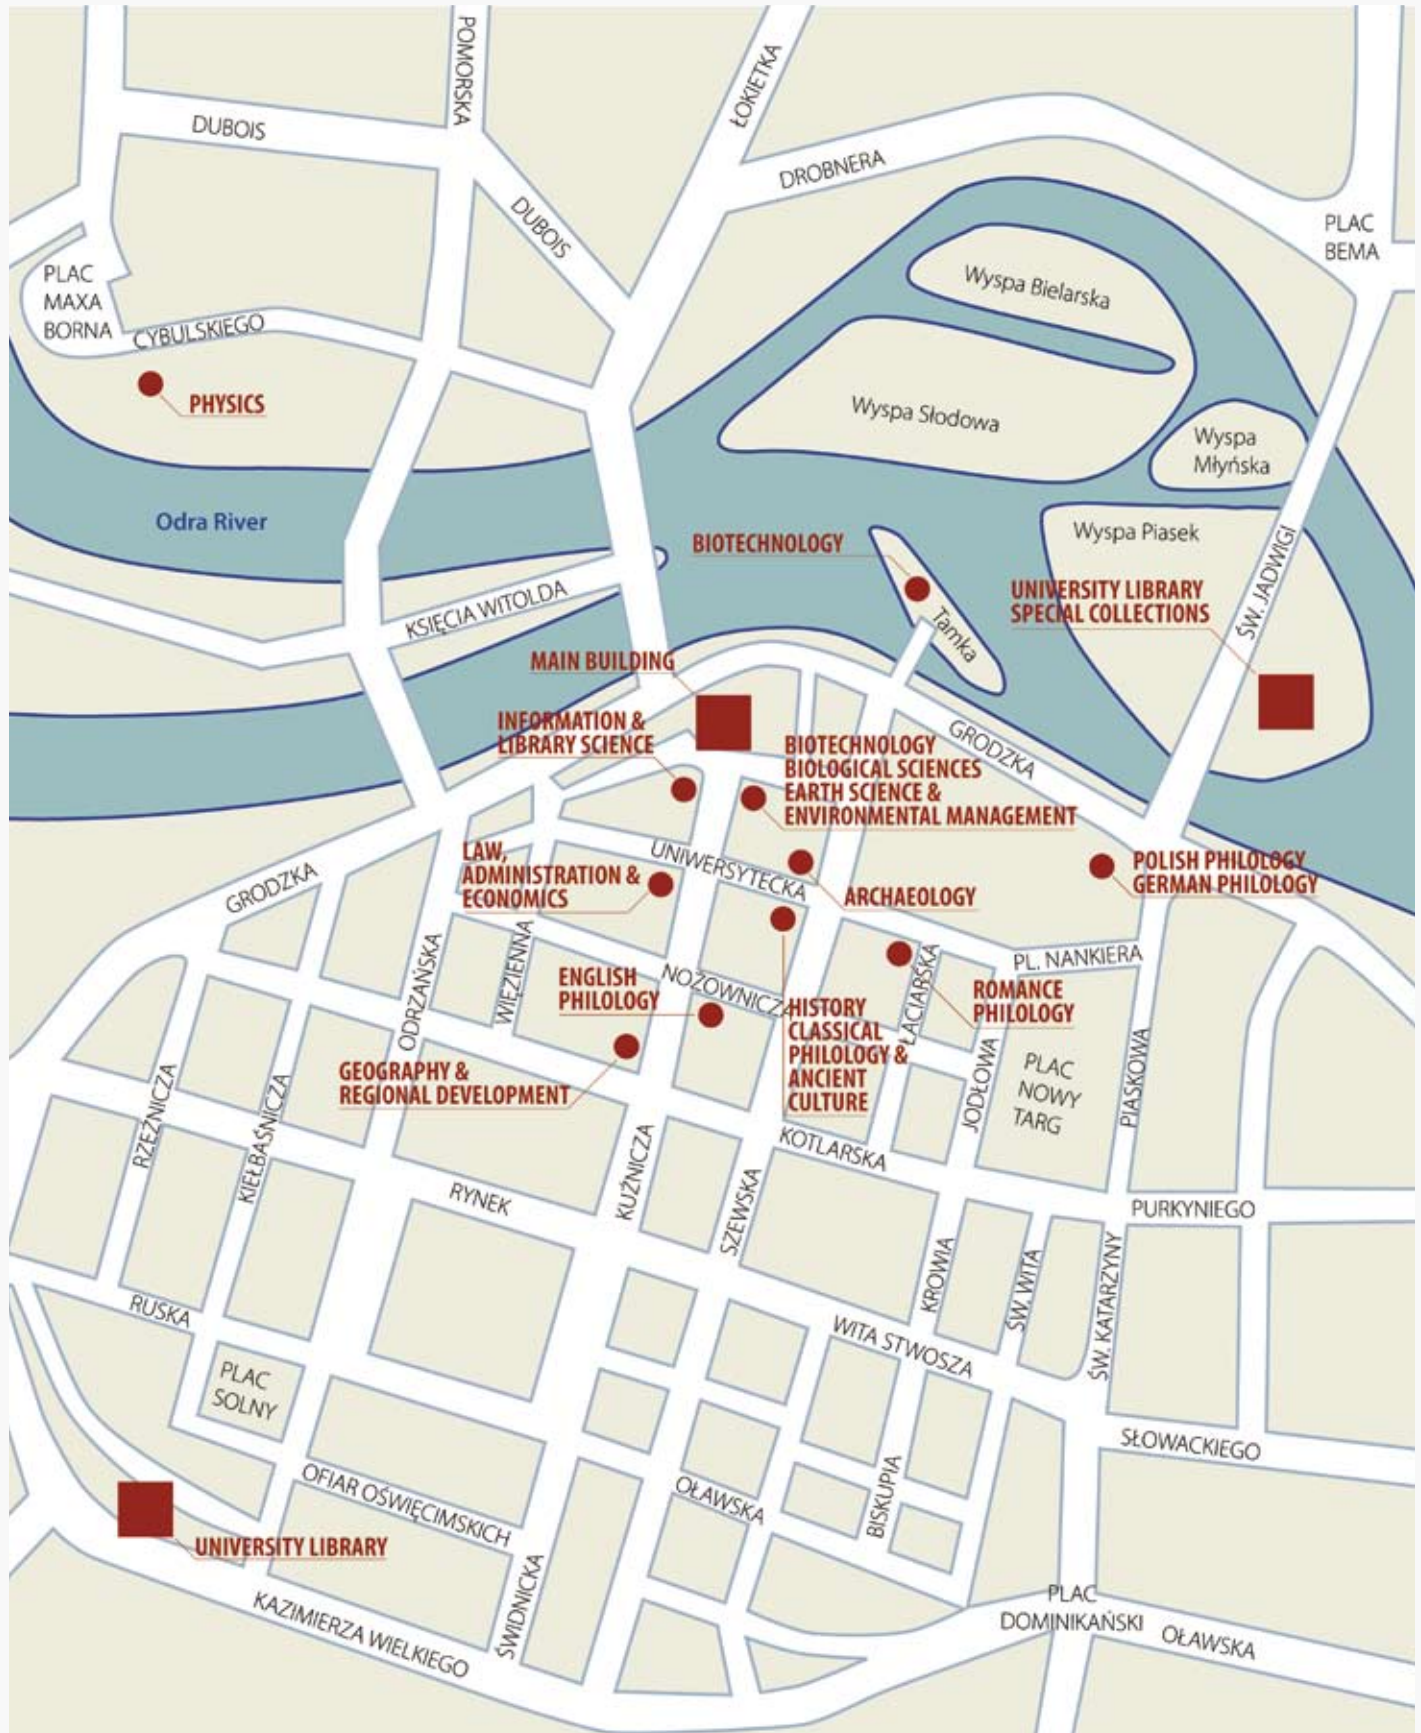 POMORSKA
ŁOKIETKA
DUBOIS
DROBNERA
DUBOIS
PLAC
BEMA
PLAC
MAXA
BORNA
CYBULSKIEGO
Wyspa Bielarska
PHYSICS
Wyspa Słodowa
Wyspa
Młyńska
Odra River
Wyspa Piasek
BIOTECHNOLOGY
ŚW. JADWIGI
UNIVERSITY LIBRARY
SPECIAL COLLECTIONS
KSIĘCIA WITOLDA
Tamka
MAIN BUILDING
INFORMATION &
LIBRARY SCIENCE
GRODZKA
BIOTECHNOLOGY
BIOLOGICAL SCIENCES
EARTH SCIENCE &
ENVIRONMENTAL MANAGEMENT
UNIWERSYTECKA
LAW,
ADMINISTRATION &
ECONOMICS
POLISH PHILOLOGY
GERMAN PHILOLOGY
GRODZKA
ARCHAEOLOGY
ODRZAŃSKA
WIĘZIENNA
ENGLISH
PHILOLOGY
NOŻOWNICZA
ŁACIARSKA
PL. NANKIERA
ROMANCE
PHILOLOGY
HISTORY
CLASSICAL
PHILOLOGY &
ANCIENT
CULTURE
GEOGRAPHY &
REGIONAL DEVELOPMENT
RZEŹNICZA
KIEŁBAŚNICZA
JODŁOWA
PLAC
NOWY
TARG
PIASKOWA
KUŹNICZA
KOTLARSKA
RYNEK
SZEWSKA
PURKYNIEGO
KROWIA
ŚW. WITA
ŚW. KATARZYNY
RUSKA
WITA STWOSZA
PLAC
SOLNY
SŁOWACKIEGO
OFIAR OŚWIĘCIMSKICH
OŁAWSKA
BISKUPIA
UNIVERSITY LIBRARY
ŚWIDNICKA
KAZIMIERZA WIELKIEGO
PLAC
DOMINIKAŃSKI
OŁAWSKA